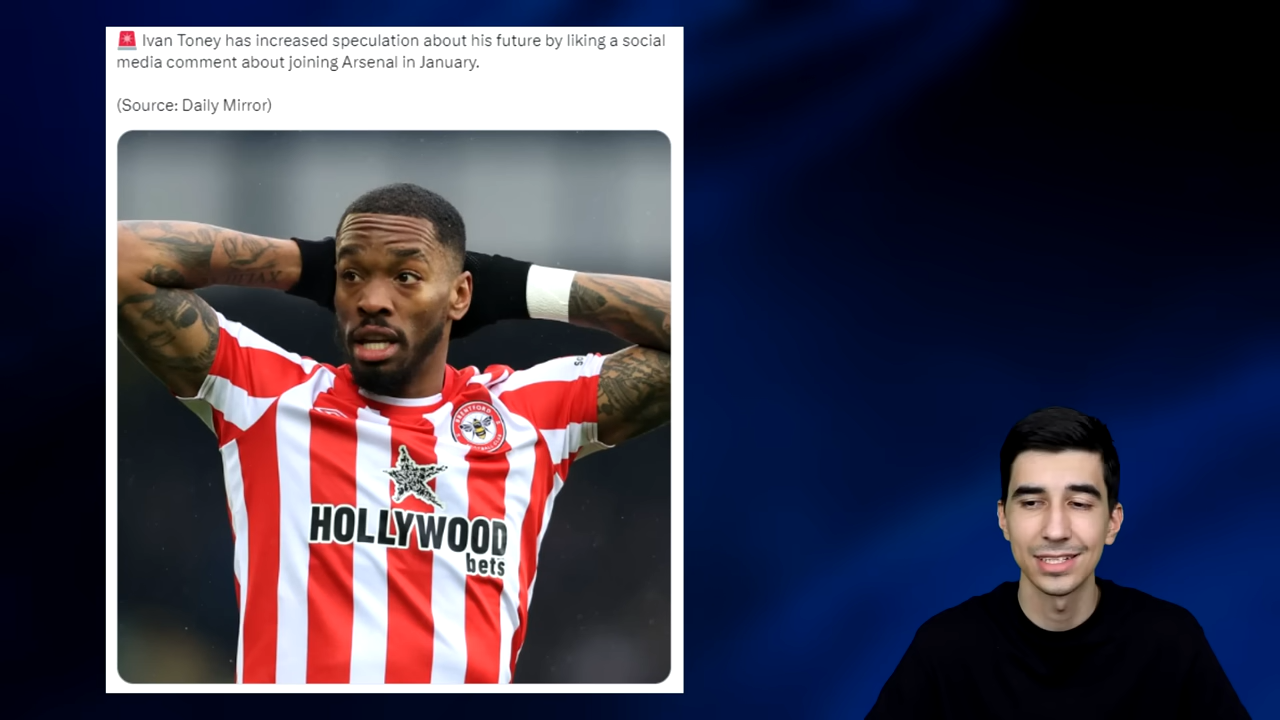 🚨 Ivan Toney has increased speculation about his future by liking a social
media comment about joining Arsenal in January.
(Source: Daily Mirror)
BRENTFORD
HOLLYWOOD
bets